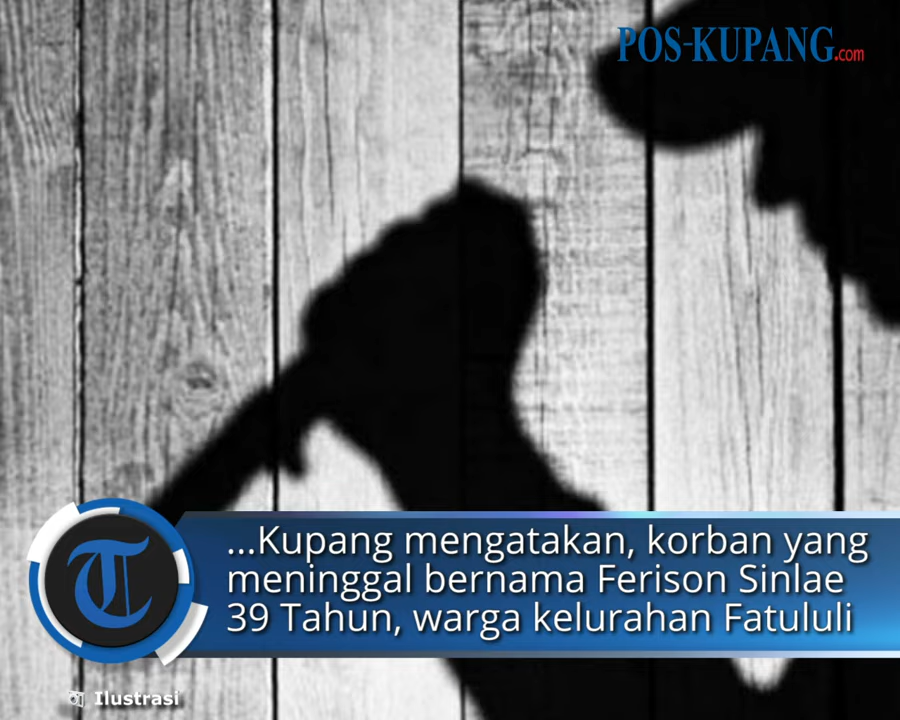 POS-KUPANG.com
...Kupang mengatakan, korban yang
meninggal bernama Ferison Sinlae
39 Tahun, warga kelurahan Fatululi
T
Ilustrasi